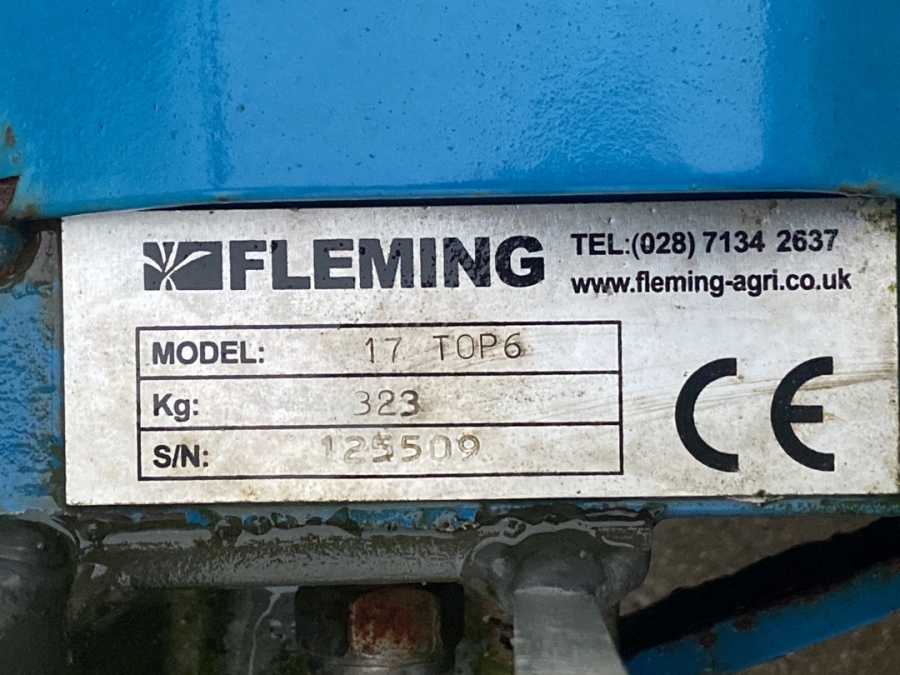 FLEMING TEL:(028) 7134 2637
www.fleming-agri.co.uk
MODEL: 17 TOP6
Kg: 323
S/N: 125509
CE